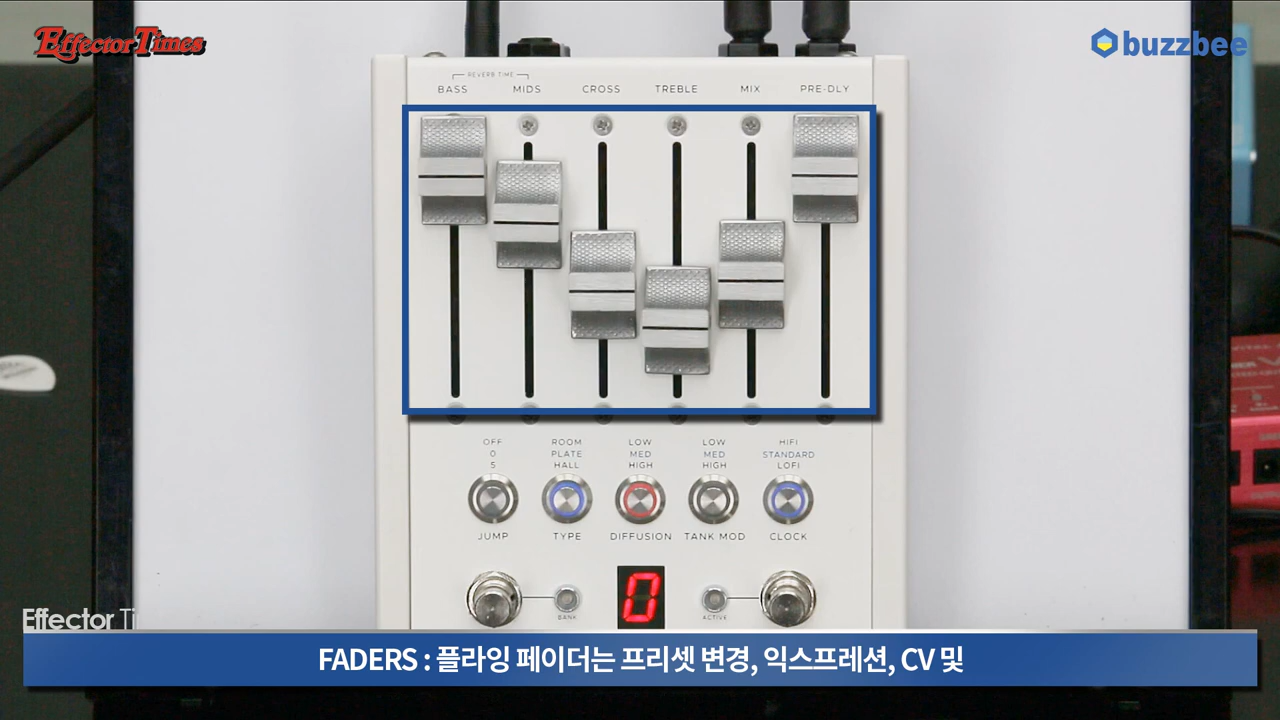 Effector Times
buzzbee
REVERB TIME
BASS MIDS CROSS TREBLE MIX PRE-DLY
OFF ROOM LOW LOW HIFI
0 PLATE MED MED STANDARD
5 HALL HIGH HIGH LOFI
JUMP TYPE DIFFUSION TANK MOD CLOCK
0
BANK ACTIVE
Effector Ti
FADERS : 플라잉 페이더는 프리셋 변경, 익스프레션, CV 및